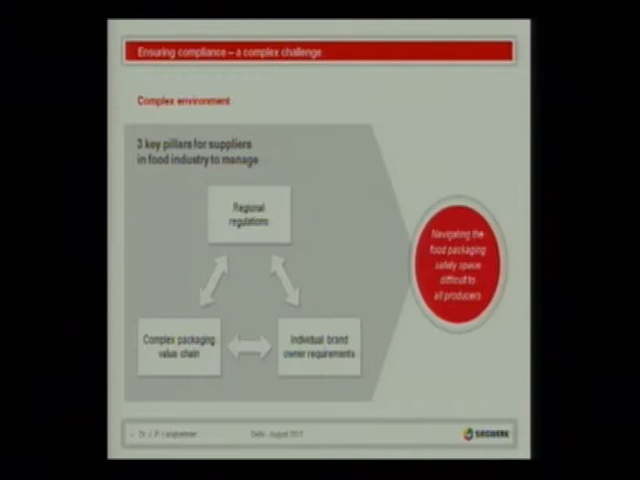 Ensuring compliance – a complex challenge
Complex environment
3 key pillars for suppliers
in food industry to manage
Regional
regulations
Navigating the
food packaging
safety space
difficult to
all producers
Complex packaging
value chain
Individual brand
owner requirements
SIEGWERK